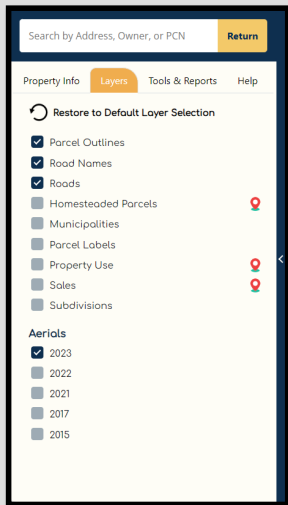 Search by Address, Owner, or PCN Return
Property Info Layers Tools & Reports Help
Restore to Default Layer Selection
Parcel Outlines
Road Names
Roads
Homesteaded Parcels
Municipalities
Parcel Labels
Property Use
Sales
Subdivisions
Aerials
2023
2022
2021
2017
2015